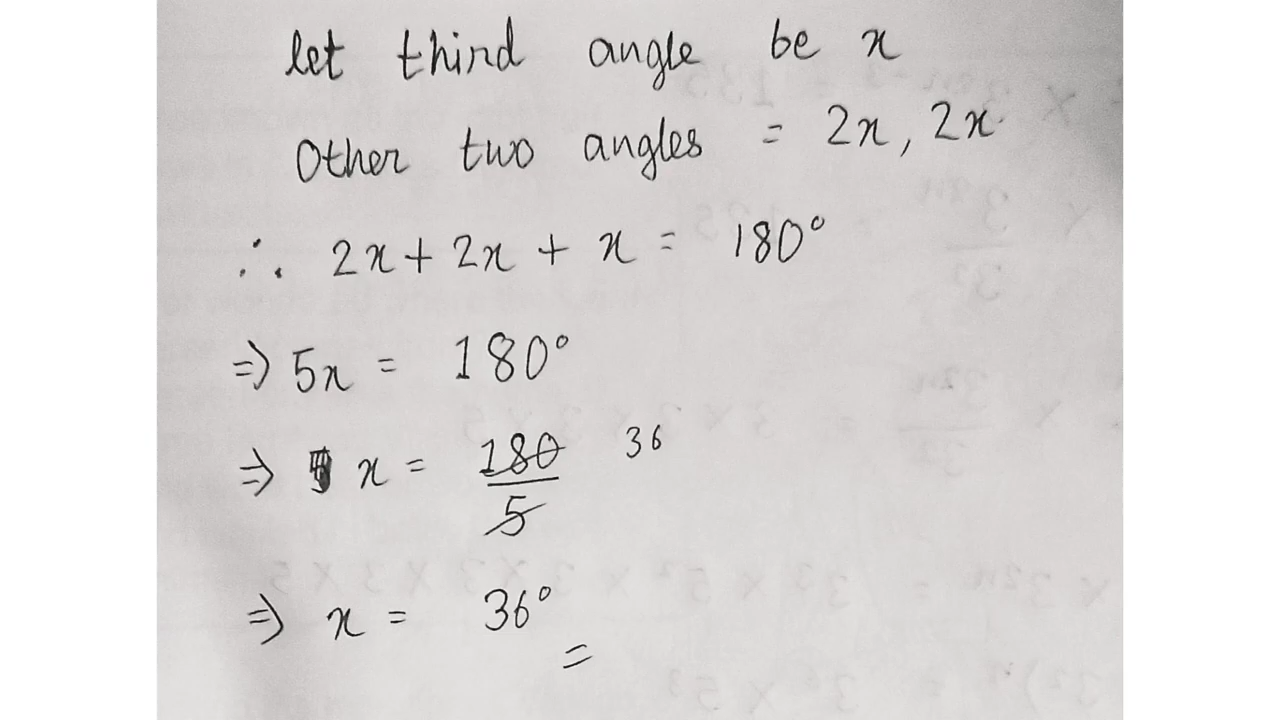 let third angle be x
Other two angles = 2x, 2x.
∴ 2x + 2x + x = 180°
⇒ 5x = 180°
⇒ x = 180/5 36
⇒ x = 36°
=